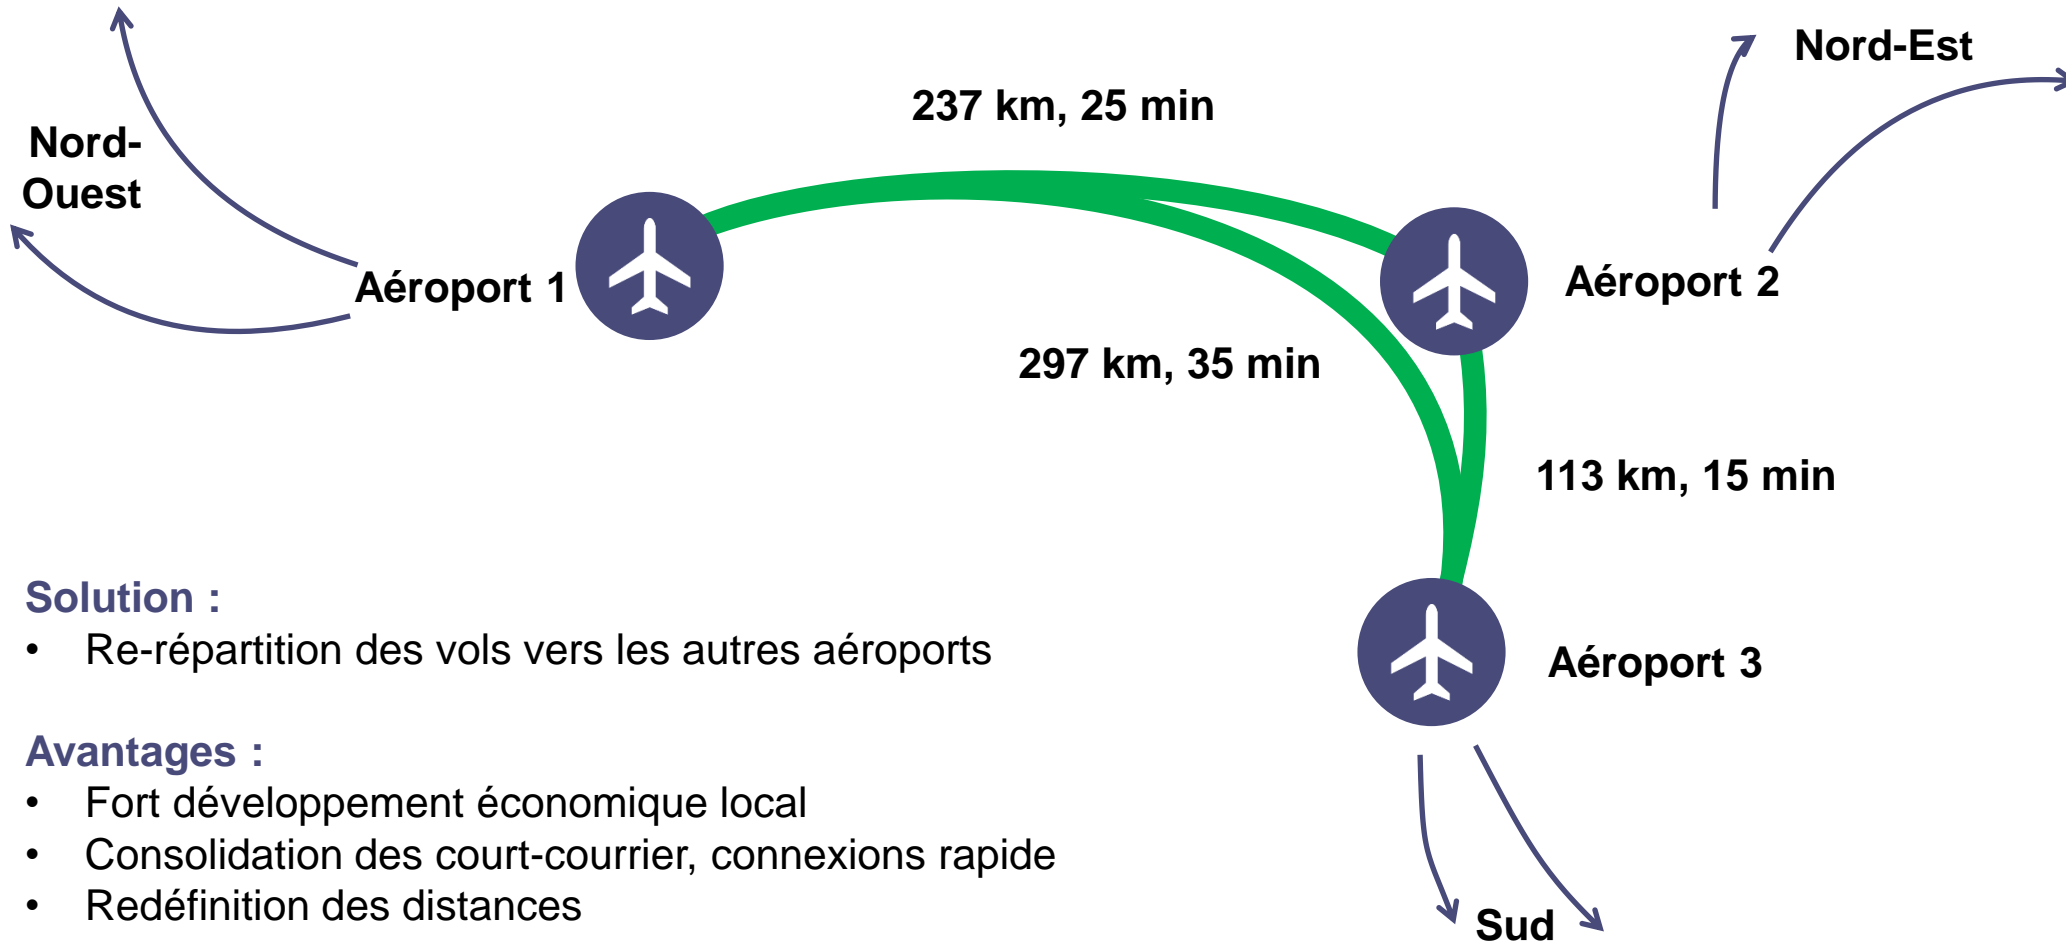 Nord-Est
237 km, 25 min
Nord-
Ouest
Aéroport 1
Aéroport 2
297 km, 35 min
113 km, 15 min
Solution :
• Re-répartition des vols vers les autres aéroports
Aéroport 3
Avantages :
• Fort développement économique local
• Consolidation des court-courrier, connexions rapide
• Redéfinition des distances
Sud